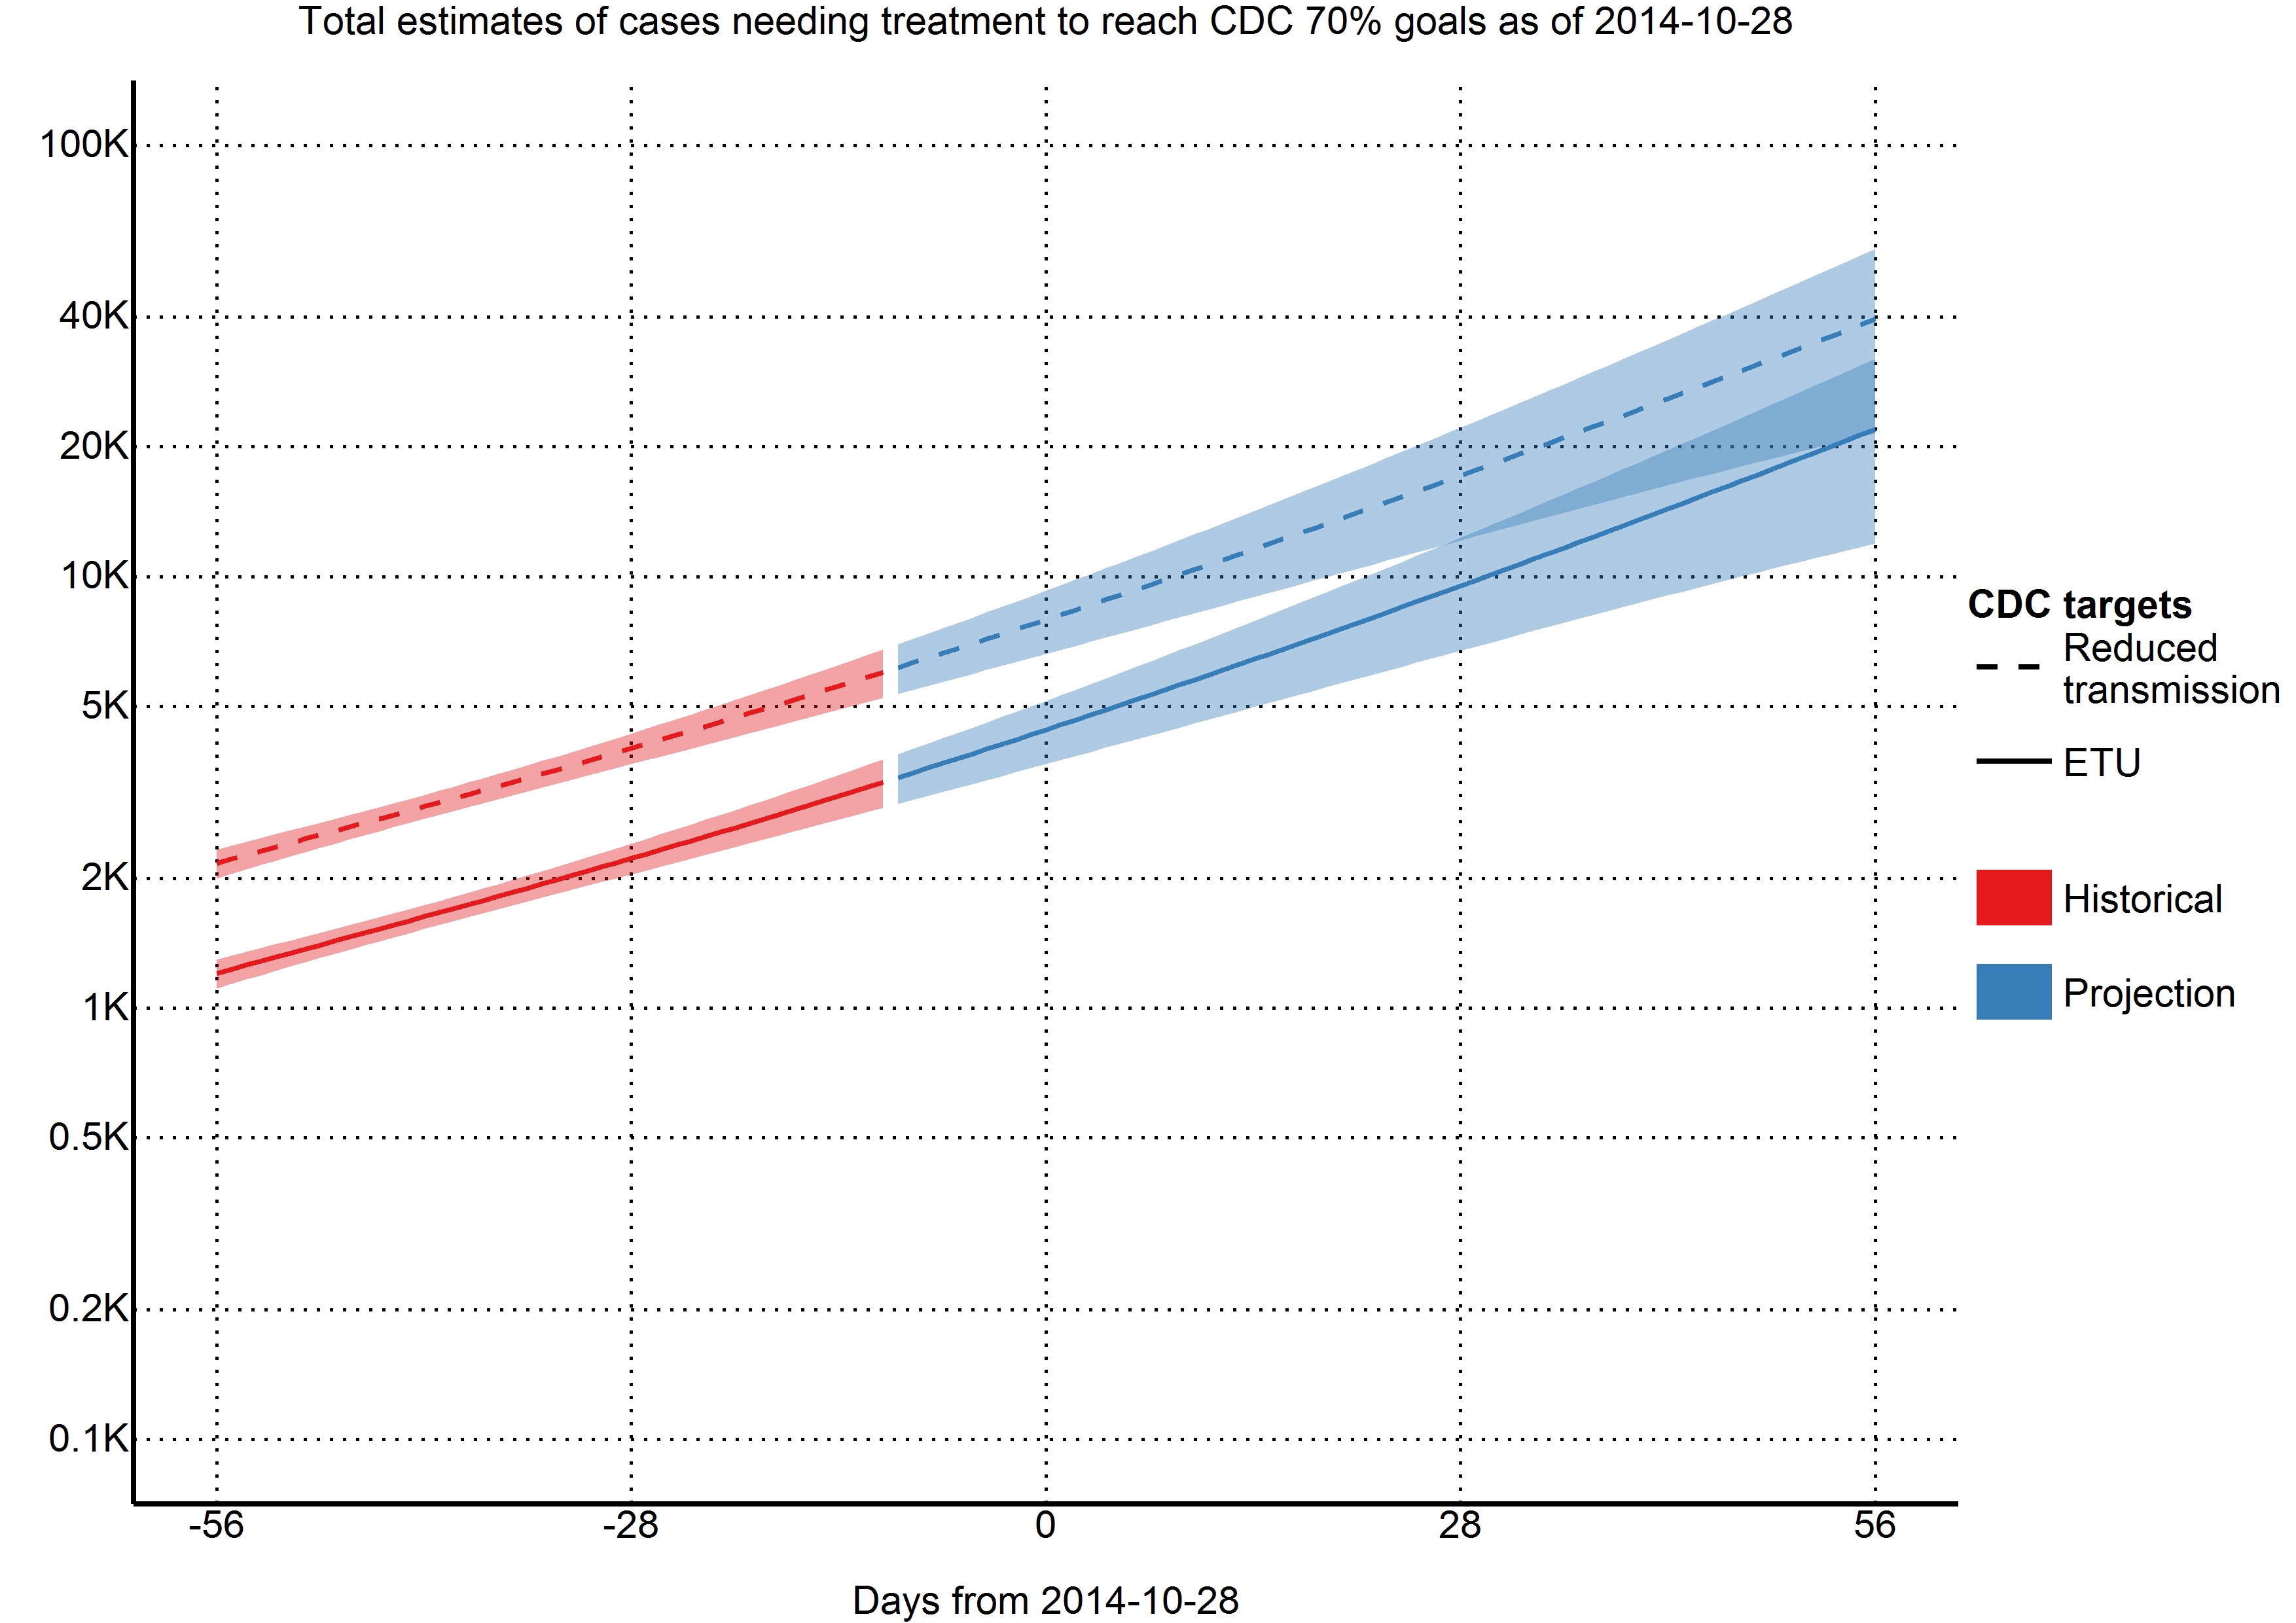 Total estimates of cases needing treatment to reach CDC 70% goals as of 2014-10-28
100K
40K
20K
10K
5K
2K
1K
0.5K
0.2K
0.1K
-56
-28
0
28
56
Days from 2014-10-28
CDC targets
Reduced
transmission
ETU
Historical
Projection